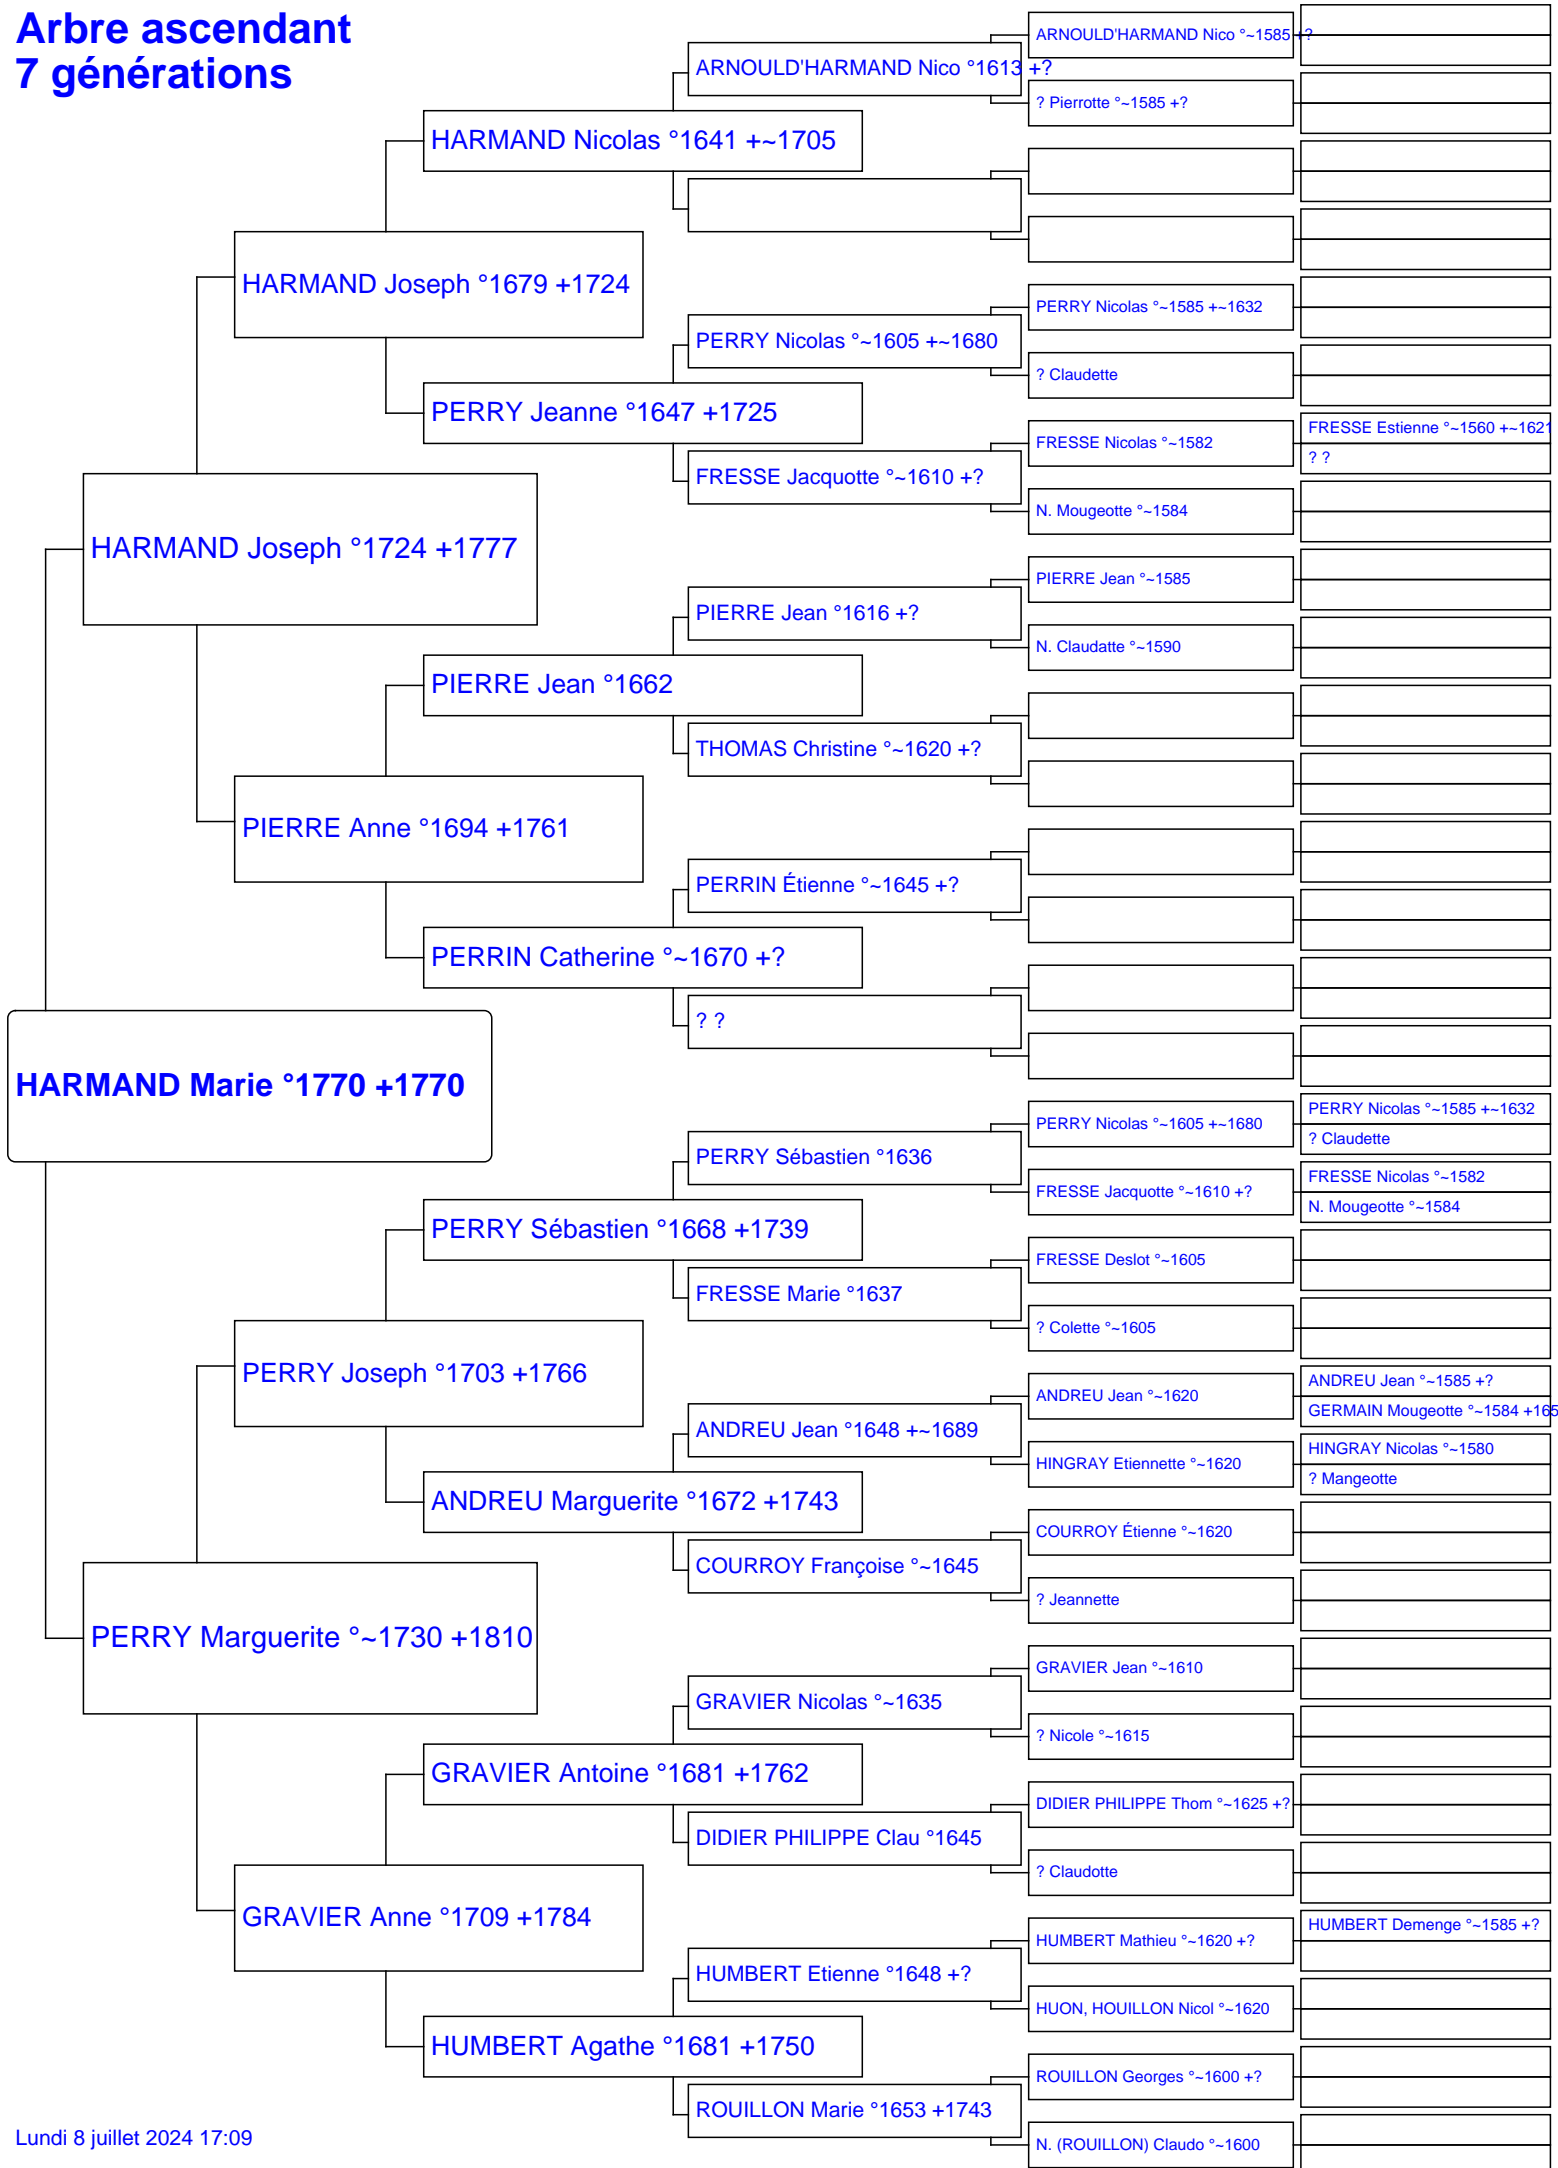 Arbre ascendant
7 générations
HARMAND Marie °1770 +1770
HARMAND Joseph °1724 +1777
PERRY Marguerite °~1730 +1810
HARMAND Joseph °1679 +1724
PIERRE Anne °1694 +1761
PERRY Joseph °1703 +1766
GRAVIER Anne °1709 +1784
HARMAND Nicolas °1641 +~1705
PERRY Jeanne °1647 +1725
PIERRE Jean °1662
PERRIN Catherine °~1670 +?
PERRY Sébastien °1668 +1739
ANDREU Marguerite °1672 +1743
GRAVIER Antoine °1681 +1762
HUMBERT Agathe °1681 +1750
ARNOULD'HARMAND Nico °1613 +?
PERRY Nicolas °~1605 +~1680
FRESSE Jacquotte °~1610 +?
PIERRE Jean °1616 +?
THOMAS Christine °~1620 +?
PERRIN Étienne °~1645 +?
? ?
PERRY Sébastien °1636
FRESSE Marie °1637
ANDREU Jean °1648 +~1689
COURROY Françoise °~1645
GRAVIER Nicolas °~1635
DIDIER PHILIPPE Clau °1645
HUMBERT Etienne °1648 +?
ROUILLON Marie °1653 +1743
ARNOULD'HARMAND Nico °~1585 +?
? Pierrotte °~1585 +?
PERRY Nicolas °~1585 +~1632
? Claudette
FRESSE Nicolas °~1582
N. Mougeotte °~1584
PIERRE Jean °~1585
N. Claudatte °~1590
PERRY Nicolas °~1605 +~1680
FRESSE Jacquotte °~1610 +?
FRESSE Deslot °~1605
? Colette °~1605
ANDREU Jean °~1620
HINGRAY Etiennette °~1620
COURROY Étienne °~1620
? Jeannette
GRAVIER Jean °~1610
? Nicole °~1615
DIDIER PHILIPPE Thom °~1625 +?
? Claudotte
HUMBERT Mathieu °~1620 +?
HUON, HOUILLON Nicol °~1620
ROUILLON Georges °~1600 +?
N. (ROUILLON) Claudo °~1600
FRESSE Estienne °~1560 +~1621
? ?
PERRY Nicolas °~1585 +~1632
? Claudette
FRESSE Nicolas °~1582
N. Mougeotte °~1584
ANDREU Jean °~1585 +?
GERMAIN Mougeotte °~1584 +165
HINGRAY Nicolas °~1580
? Mangeotte
HUMBERT Demenge °~1585 +?
Lundi 8 juillet 2024 17:09